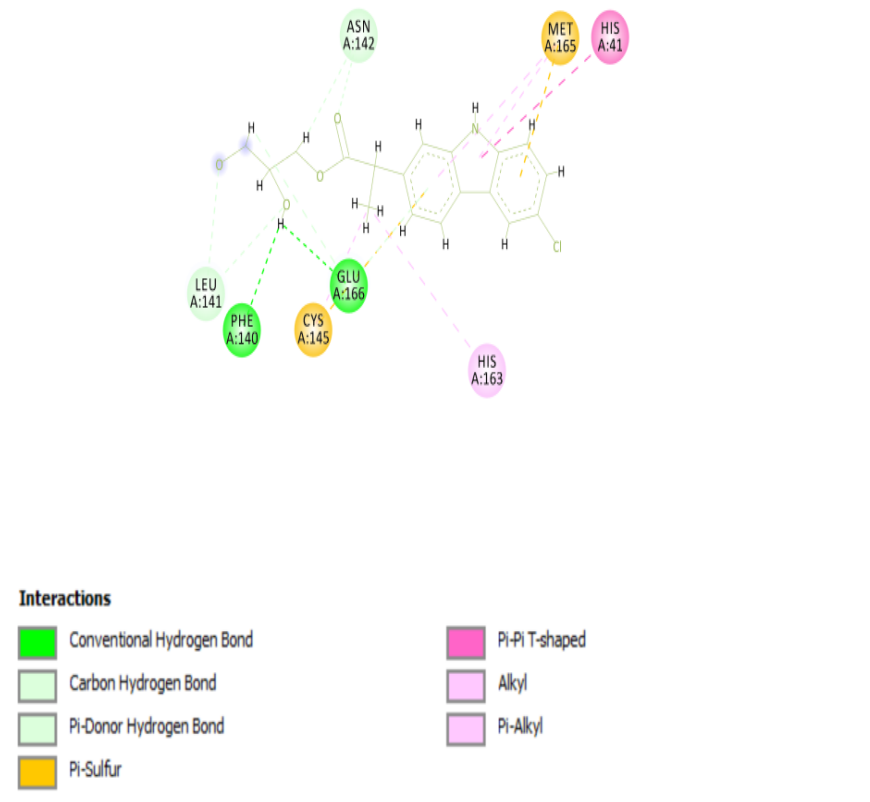 ASN
A:142
MET
A:165
HIS
A:41
H
O
H
H
H
N
H
H
O
O
H
H
O
H
H
H
H
H
H
H
Cl
LEU
A:141
PHE
A:140
CYS
A:145
GLU
A:166
HIS
A:163
Interactions
Conventional Hydrogen Bond
Carbon Hydrogen Bond
Pi-Donor Hydrogen Bond
Pi-Sulfur
Pi-Pi T-shaped
Alkyl
Pi-Alkyl